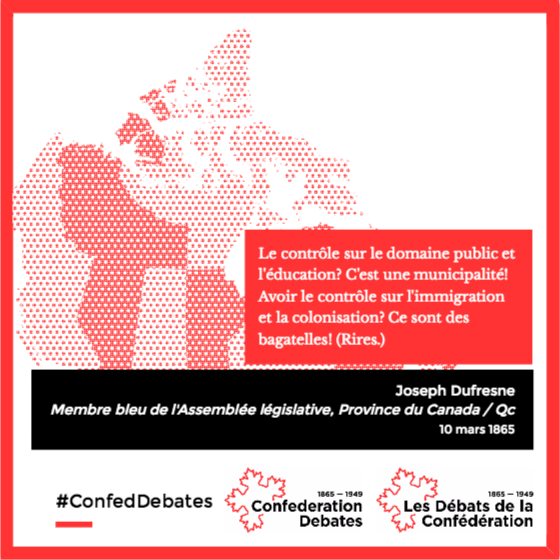 Le contrôle sur le domaine public et
l'éducation? C'est une municipalité!
Avoir le contrôle sur l'immigration
et la colonisation? Ce sont des
bagatelles! (Rires.)
Joseph Dufresne
Membre bleu de l'Assemblée législative, Province du Canada / Qc
10 mars 1865
#ConfedDebates
1865 — 1949
Confederation
Debates
1865 — 1949
Les Débats de la
Confédération